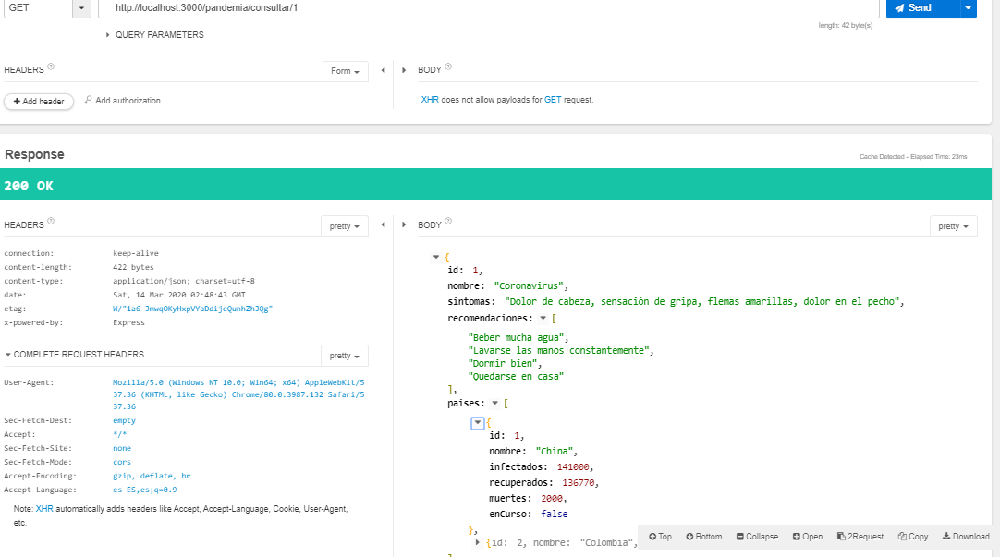 GET
http://localhost:3000/pandemia/consultar/1
Send
length: 42 byte(s)
QUERY PARAMETERS
HEADERS
Form
BODY
Add header
Add authorization
XHR does not allow payloads for GET request.
Response
Cache Detected - Elapsed Time: 23ms
200 OK
HEADERS
pretty
connection: keep-alive
content-length: 422 bytes
content-type: application/json; charset=utf-8
date: Sat, 14 Mar 2020 02:48:43 GMT
etag: W/"1a6-JmwqOKyHxpVYaDdijeQunhZhJQg"
x-powered-by: Express
COMPLETE REQUEST HEADERS
pretty
User-Agent: Mozilla/5.0 (Windows NT 10.0; Win64; x64) AppleWebKit/5
37.36 (KHTML, like Gecko) Chrome/80.0.3987.132 Safari/5
37.36
Sec-Fetch-Dest: empty
Accept: */*
Sec-Fetch-Site: none
Sec-Fetch-Mode: cors
Accept-Encoding: gzip, deflate, br
Accept-Language: es-ES,es;q=0.9
Note: XHR automatically adds headers like Accept, Accept-Language, Cookie, User-Agent,
etc.
BODY
pretty
{
id: 1,
nombre: "Coronavirus",
sintomas: "Dolor de cabeza, sensación de gripa, flemas amarillas, dolor en el pecho",
recomendaciones: [
"Beber mucha agua",
"Lavarse las manos constantemente",
"Dormir bien",
"Quedarse en casa"
],
paises: [
{
id: 1,
nombre: "China",
infectados: 141000,
recuperados: 136770,
muertes: 2000,
enCurso: false
},
{id: 2, nombre: "Colombia",
Top Bottom Collapse Open 2Request Copy Download